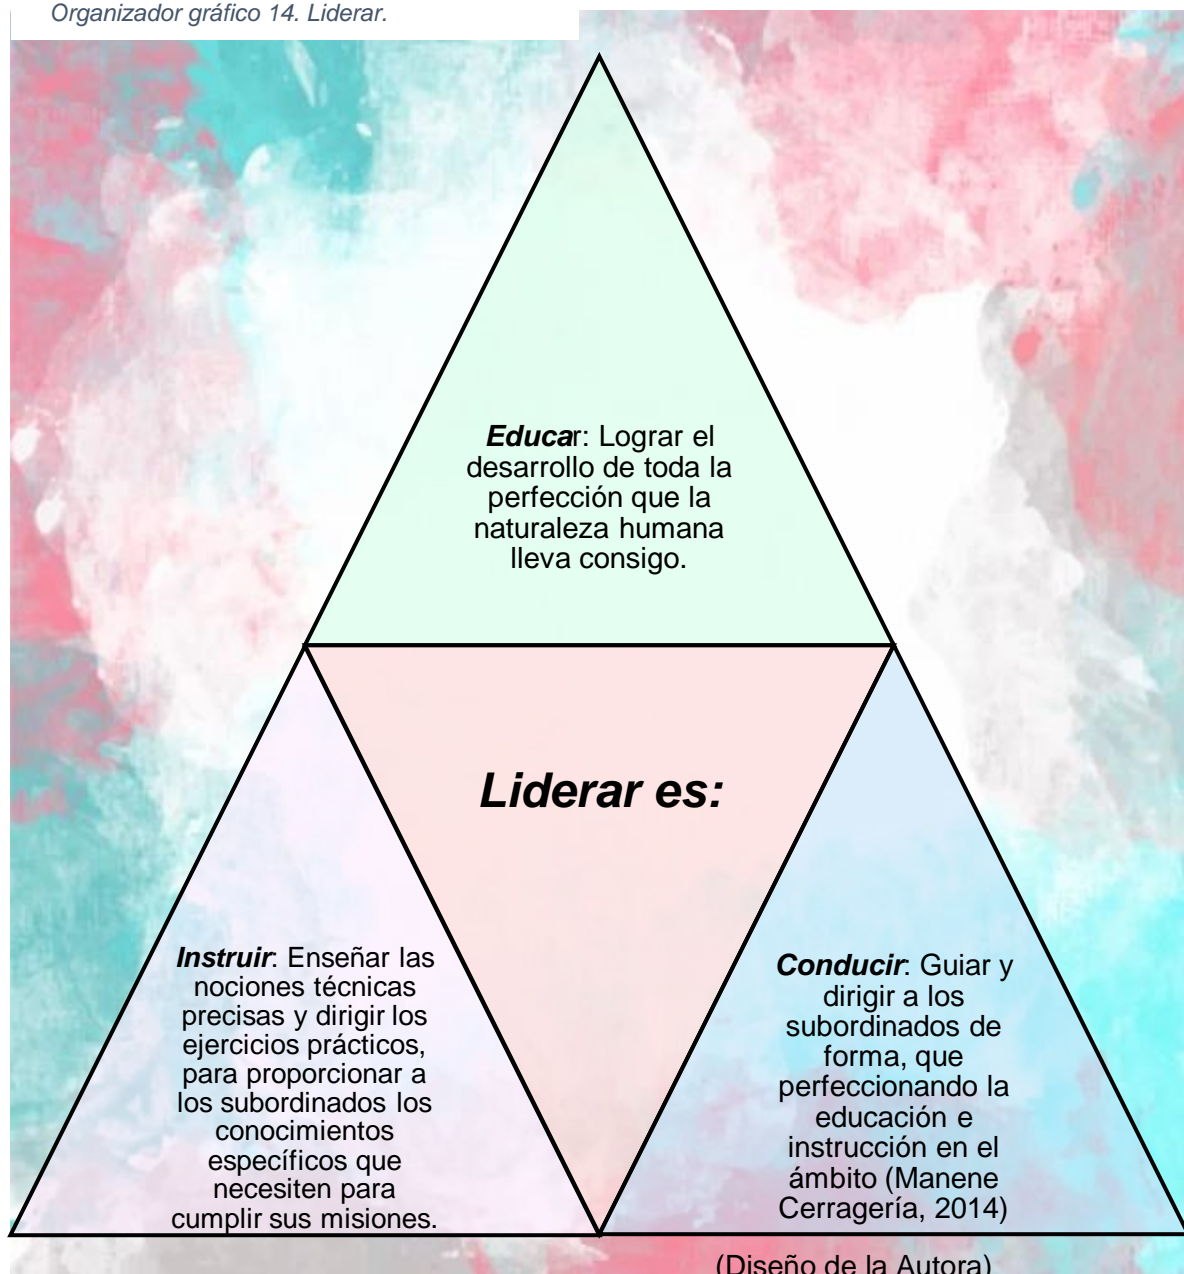 Organizador gráfico 14. Liderar.
Educar: Lograr el
desarrollo de toda la
perfección que la
naturaleza humana
lleva consigo.
Liderar es:
Instruir: Enseñar las
nociones técnicas
precisas y dirigir los
ejercicios prácticos,
para proporcionar a
los subordinados los
conocimientos
específicos que
necesiten para
cumplir sus misiones.
Conducir: Guiar y
dirigir a los
subordinados de
forma, que
perfeccionando la
educación e
instrucción en el
ámbito (Manene
Cerragería, 2014)
(Diseño de la Autora)